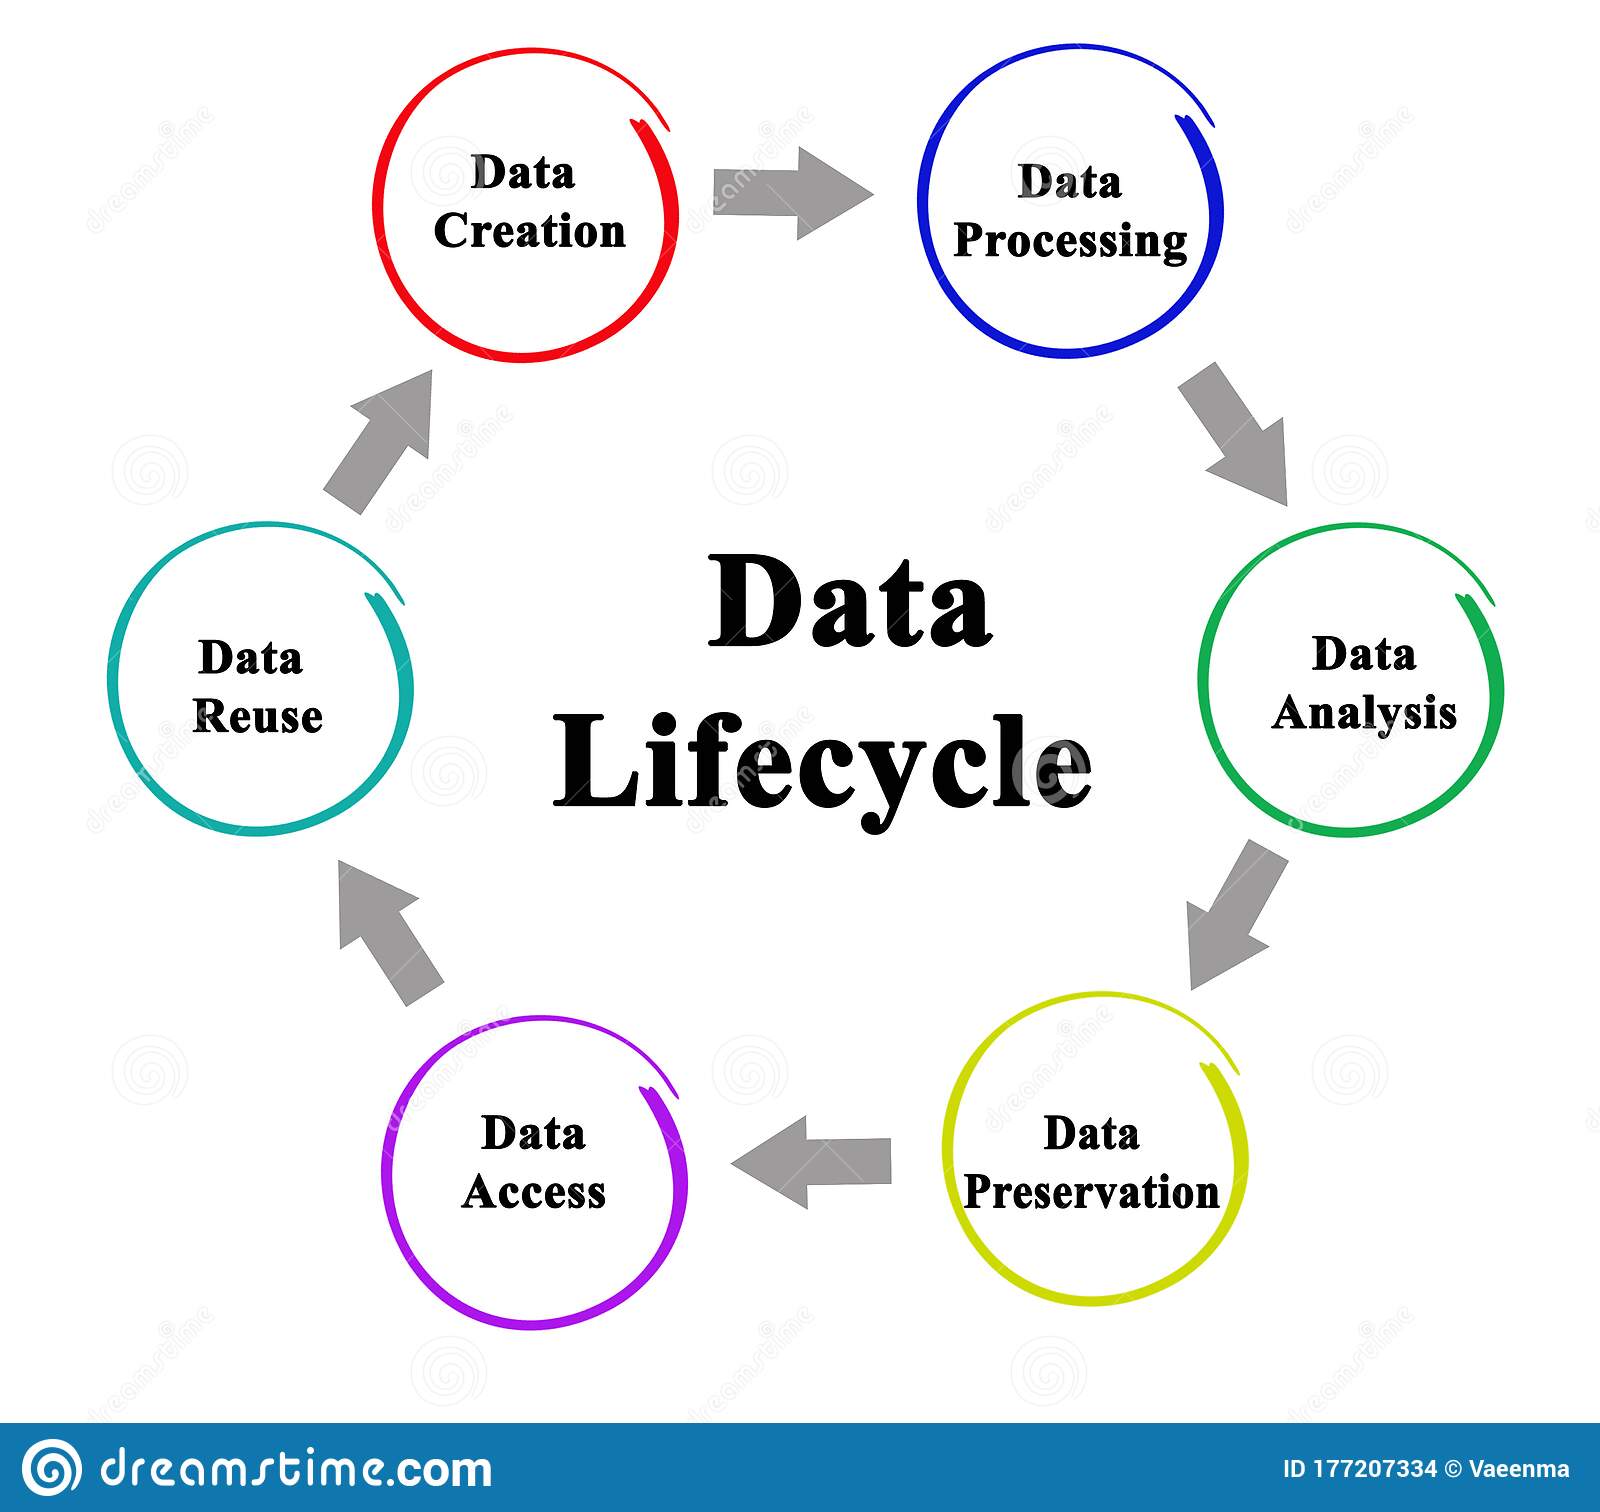 Data
Creation
Data
Processing
Data
Analysis
Data
Preservation
Data
Access
Data
Reuse
Data
Lifecycle
dreamstime.com
ID 177207334 © Vaeenma